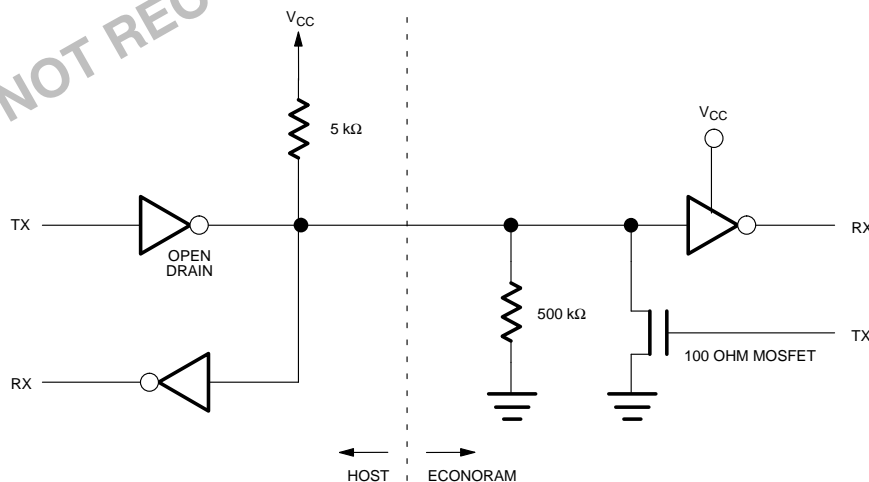 NOT REC
VCC
5 kΩ
VCC
TX
OPEN
DRAIN
RX
500 kΩ
TX
100 OHM MOSFET
RX
HOST
ECONORAM